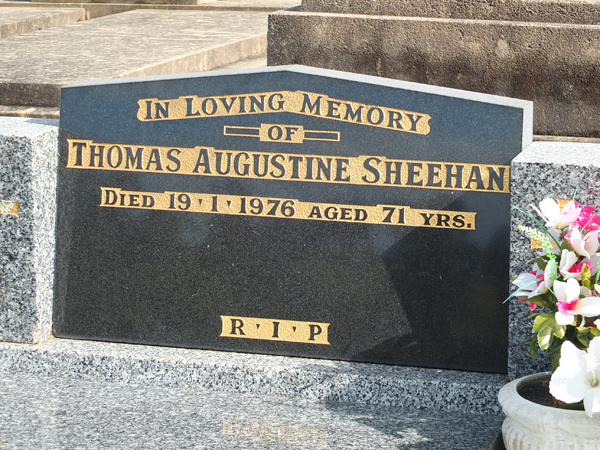 IN LOVING MEMORY
OF
THOMAS AUGUSTINE SHEEHAN
DIED 19·1·1976 AGED 71 YRS.
R·I·P